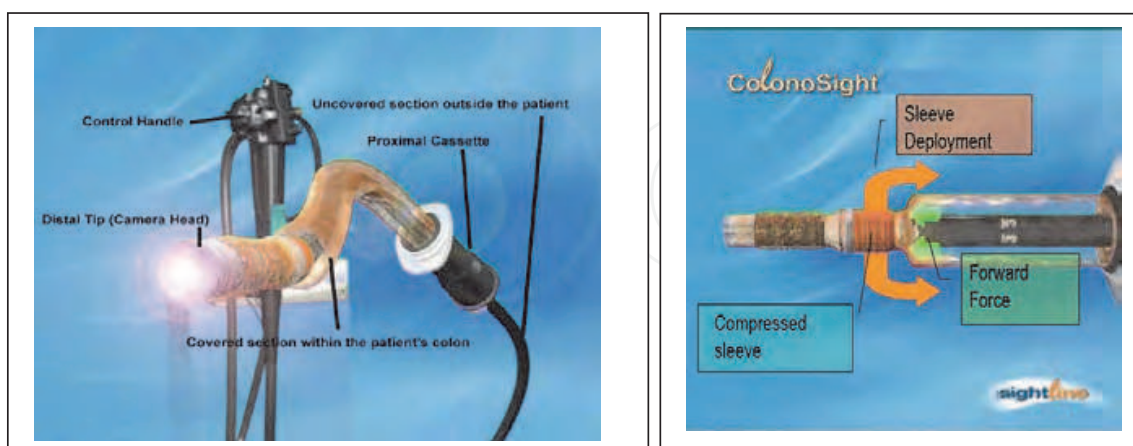 Control Handle
Uncovered section outside the patient
Proximal Cassette
Distal Tip (Camera Head)
Covered section within the patient's colon
ColonoSight
Sleeve
Deployment
Forward
Force
Compressed
sleeve
sightline